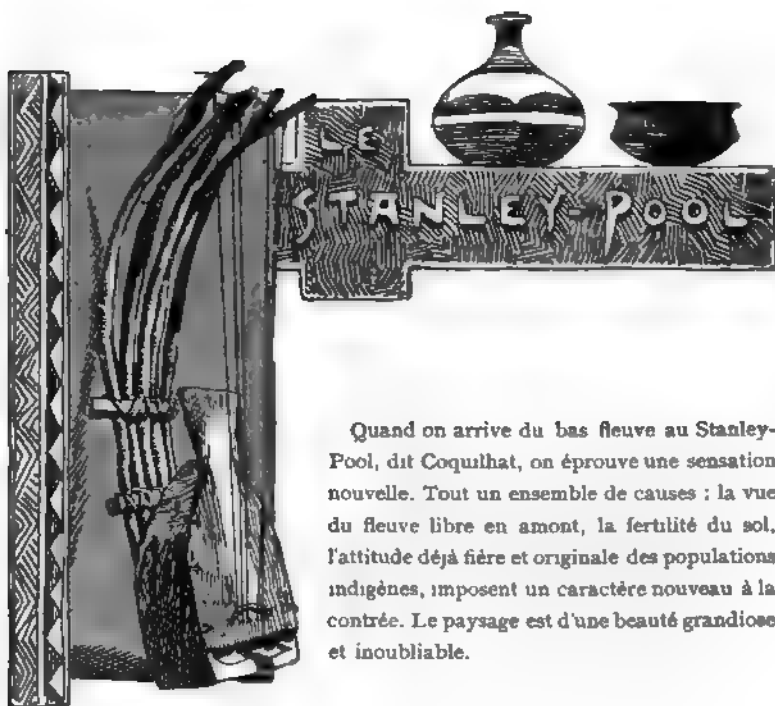 LE
STANLEY-POOL
Quand on arrive du bas fleuve au Stanley-
Pool, dit Coquilhat, on éprouve une sensation
nouvelle. Tout un ensemble de causes : la vue
du fleuve libre en amont, la fertilité du sol,
l'attitude déjà fière et originale des populations
indigènes, imposent un caractère nouveau à la
contrée. Le paysage est d'une beauté grandiose
et inoubliable.